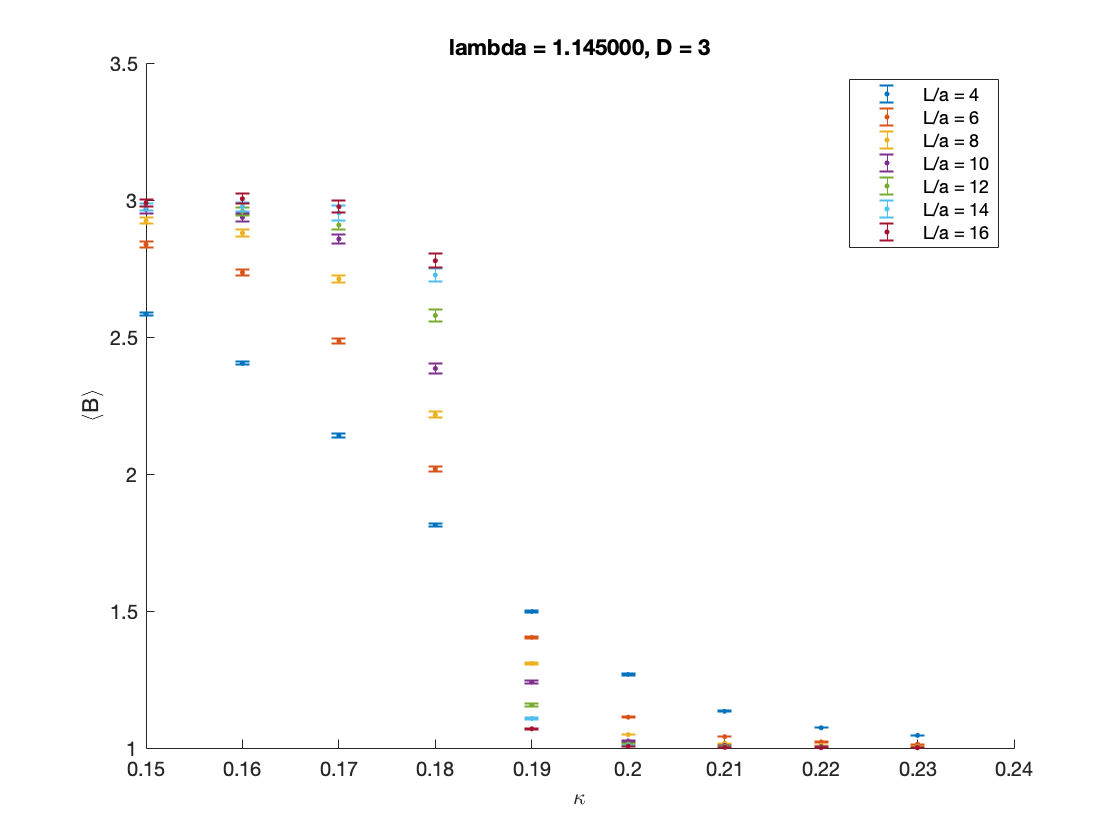 lambda = 1.145000, D = 3
3.5
3
2.5
2
1.5
1
⟨B⟩
0.15
0.16
0.17
0.18
0.19
0.2
0.21
0.22
0.23
0.24
κ
L/a = 4
L/a = 6
L/a = 8
L/a = 10
L/a = 12
L/a = 14
L/a = 16